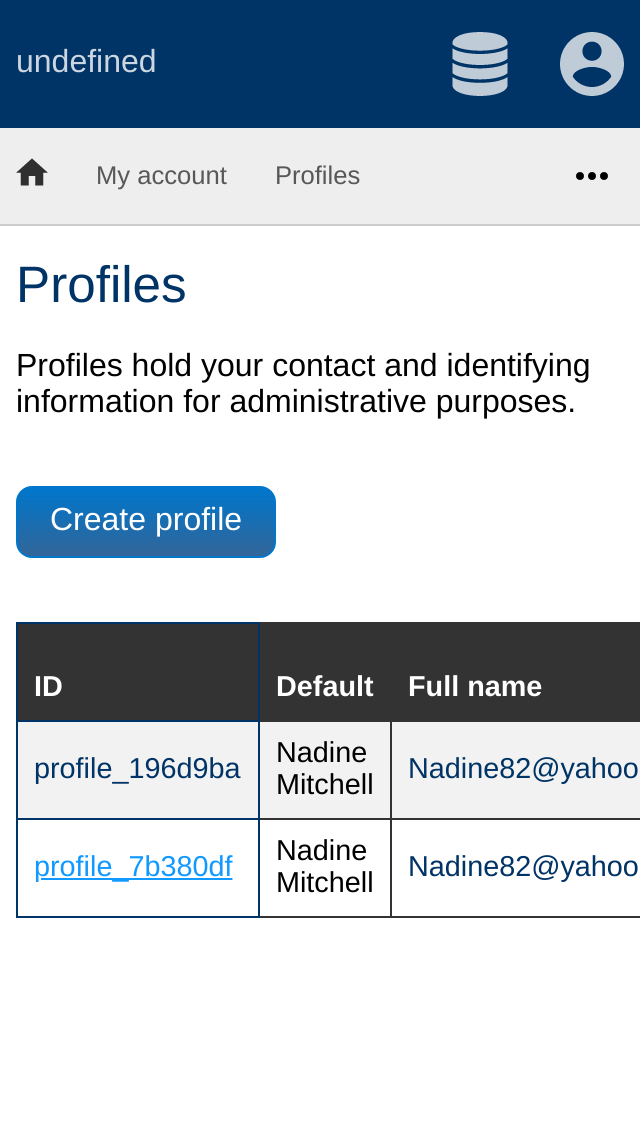 undefined
My account Profiles
Profiles
Profiles hold your contact and identifying
information for administrative purposes.
Create profile
ID Default Full name
profile_196d9ba Nadine Mitchell Nadine82@yahoo
profile_7b380df Nadine Mitchell Nadine82@yahoo